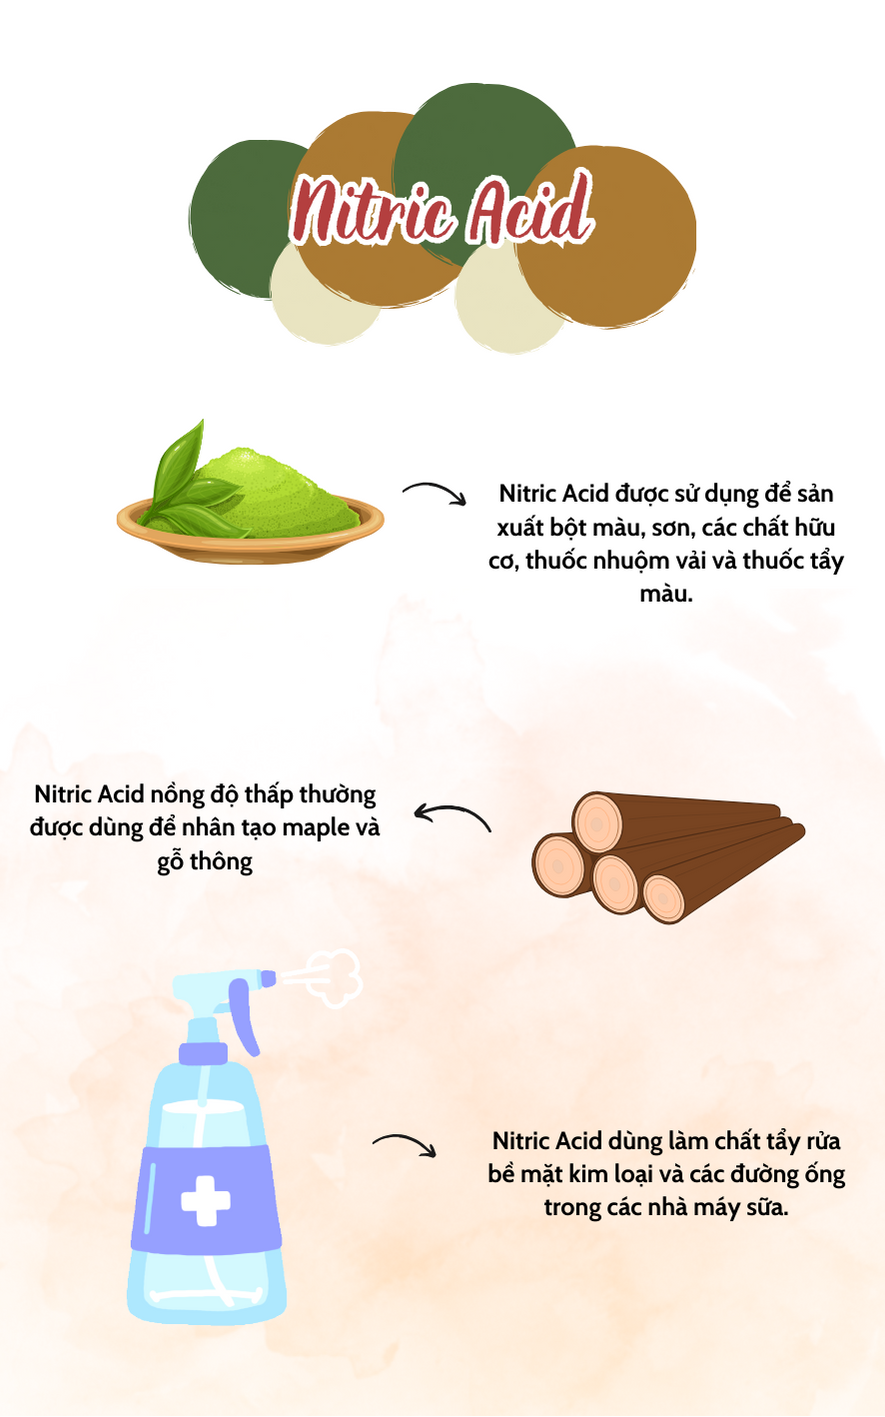 Nitric Acid
Nitric Acid được sử dụng để sản
xuất bột màu, sơn, các chất hữu
cơ, thuốc nhuộm vải và thuốc tẩy
màu.
Nitric Acid nồng độ thấp thường
được dùng để nhân tạo maple và
gỗ thông
Nitric Acid dùng làm chất tẩy rửa
bề mặt kim loại và các đường ống
trong các nhà máy sữa.